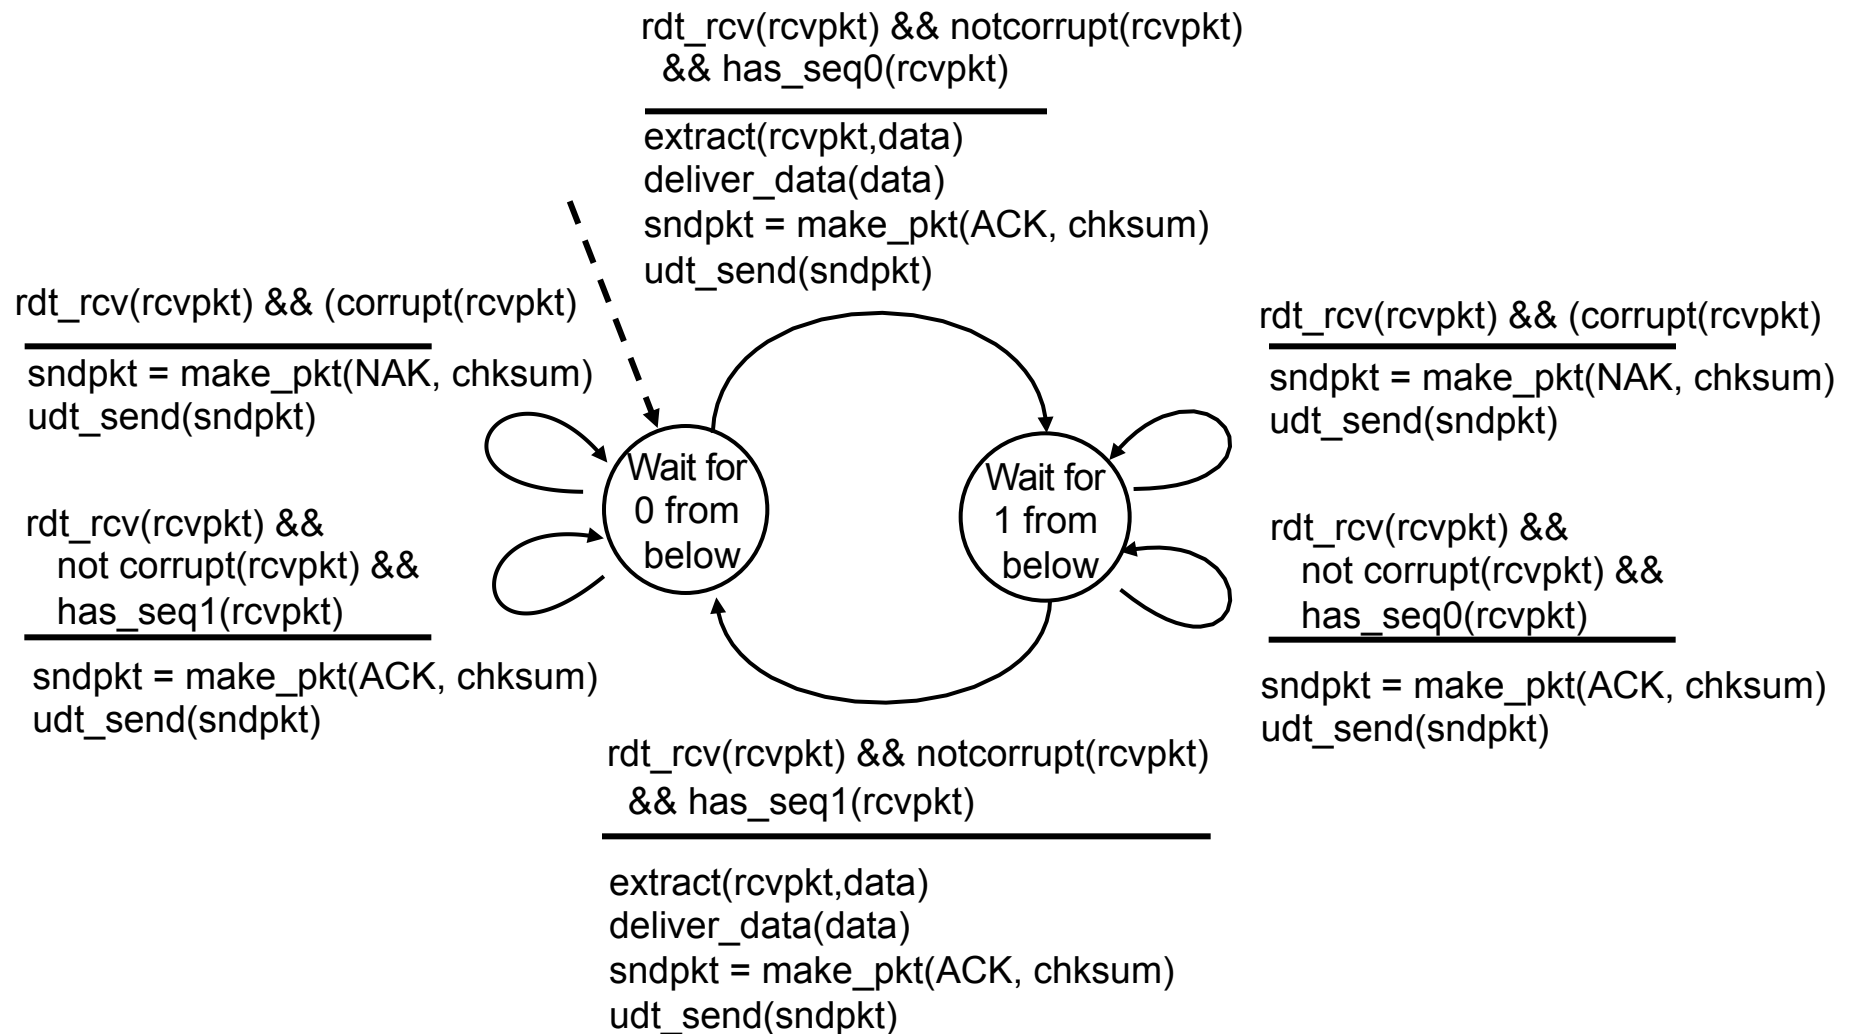 rdt_rcv(rcvpkt) && notcorrupt(rcvpkt)
&& has_seq0(rcvpkt)
extract(rcvpkt,data)
deliver_data(data)
sndpkt = make_pkt(ACK, chksum)
udt_send(sndpkt)
rdt_rcv(rcvpkt) && (corrupt(rcvpkt)
sndpkt = make_pkt(NAK, chksum)
udt_send(sndpkt)
rdt_rcv(rcvpkt) &&
not corrupt(rcvpkt) &&
has_seq1(rcvpkt)
sndpkt = make_pkt(ACK, chksum)
udt_send(sndpkt)
Wait for
0 from
below
Wait for
1 from
below
rdt_rcv(rcvpkt) && (corrupt(rcvpkt)
sndpkt = make_pkt(NAK, chksum)
udt_send(sndpkt)
rdt_rcv(rcvpkt) &&
not corrupt(rcvpkt) &&
has_seq0(rcvpkt)
sndpkt = make_pkt(ACK, chksum)
udt_send(sndpkt)
rdt_rcv(rcvpkt) && notcorrupt(rcvpkt)
&& has_seq1(rcvpkt)
extract(rcvpkt,data)
deliver_data(data)
sndpkt = make_pkt(ACK, chksum)
udt_send(sndpkt)